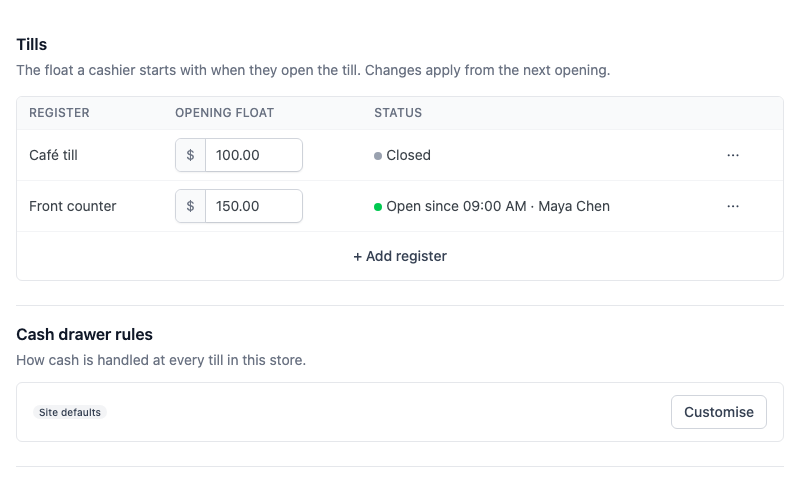 Tills
The float a cashier starts with when they open the till. Changes apply from the next opening.
REGISTER OPENING FLOAT STATUS
Café till $ 100.00 Closed ···
Front counter $ 150.00 Open since 09:00 AM · Maya Chen ···
+ Add register
Cash drawer rules
How cash is handled at every till in this store.
Site defaults Customise